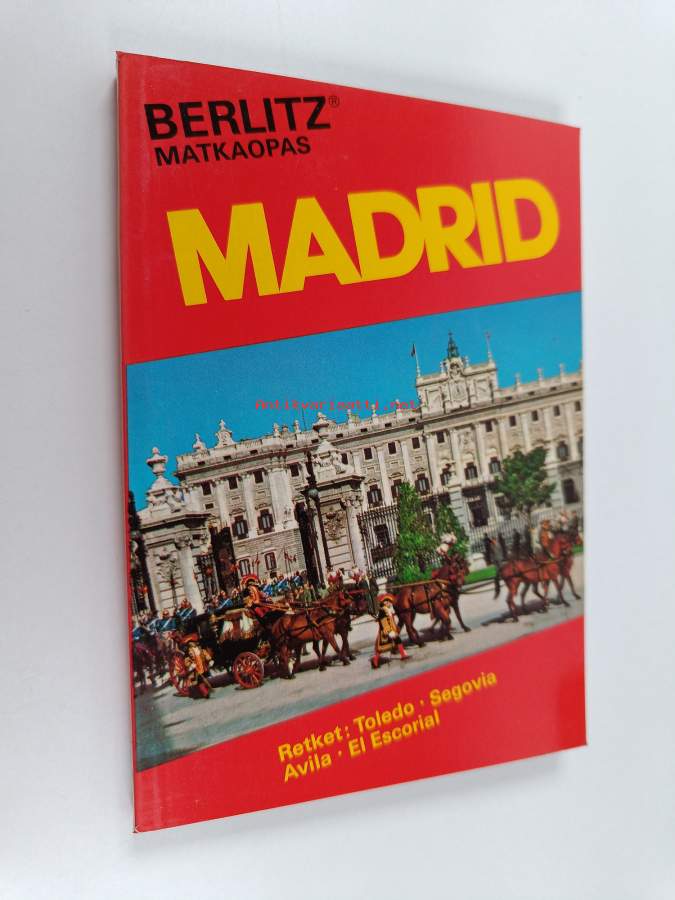 BERLITZ®
MATKAOPAS
MADRID
Antikvariaatti.net
Retket: Toledo · Segovia
Avila · El Escorial